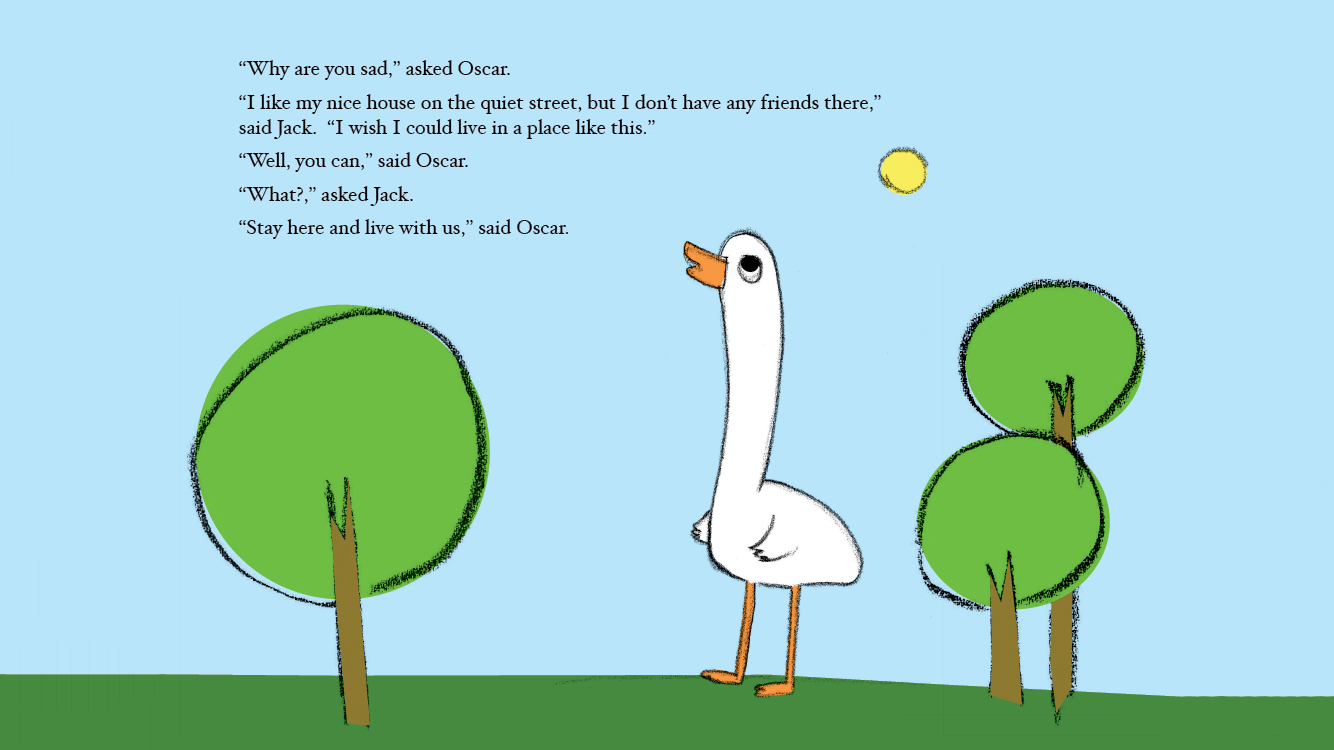 “Why are you sad,” asked Oscar.
“I like my nice house on the quiet street, but I don’t have any friends there,”
said Jack.  “I wish I could live in a place like this.”
“Well, you can,” said Oscar.
“What?,” asked Jack.
“Stay here and live with us,” said Oscar.